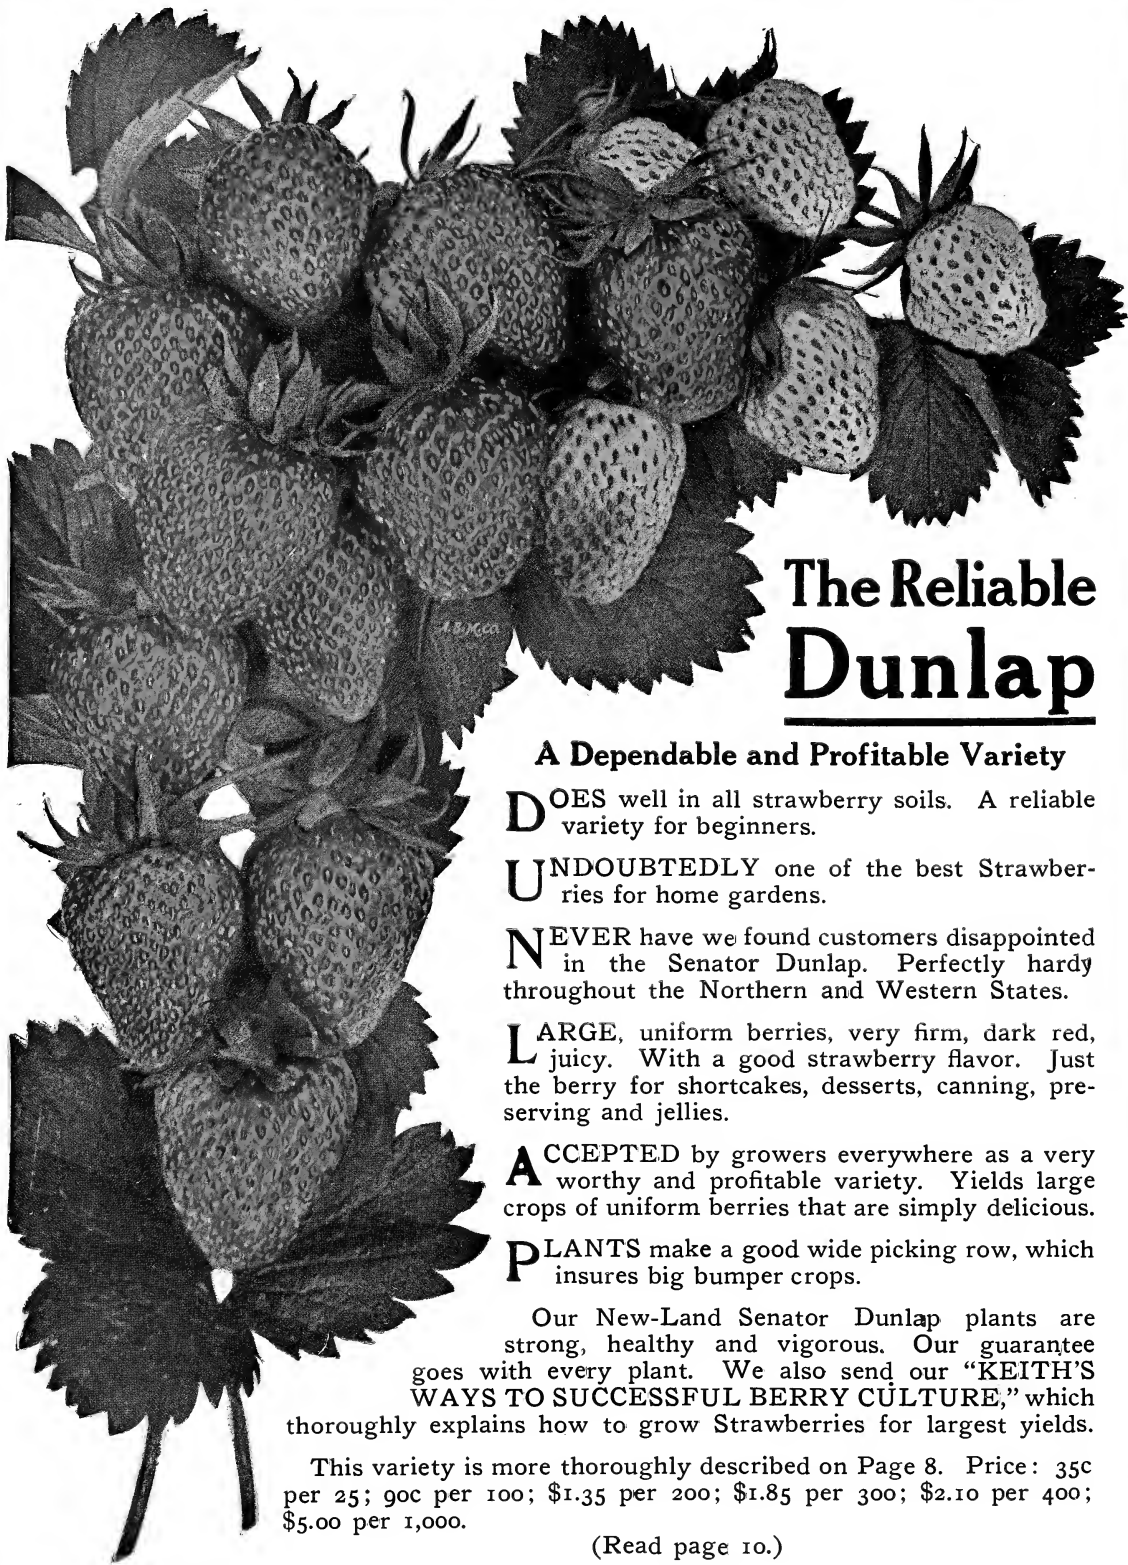 The Reliable
Dunlap
A Dependable and Profitable Variety
DOES well in all strawberry soils. A reliable
variety for beginners.
UNDOUBTEDLY one of the best Strawber-
ries for home gardens.
NEVER have we found customers disappointed
in the Senator Dunlap. Perfectly hardy
throughout the Northern and Western States.
LARGE, uniform berries, very firm, dark red,
juicy. With a good strawberry flavor. Just
the berry for shortcakes, desserts, canning, pre-
serving and jellies.
ACCEPTED by growers everywhere as a very
worthy and profitable variety. Yields large
crops of uniform berries that are simply delicious.
PLANTS make a good wide picking row, which
insures big bumper crops.
Our New-Land Senator Dunlap plants are
strong, healthy and vigorous. Our guarantee
goes with every plant. We also send our "KEITH'S
WAYS TO SUCCESSFUL BERRY CULTURE," which
thoroughly explains how to grow Strawberries for largest yields.
This variety is more thoroughly described on Page 8. Price: 35c
per 25; 90c per 100; $1.35 per 200; $1.85 per 300; $2.10 per 400;
$5.00 per 1,000.
(Read page 10.)